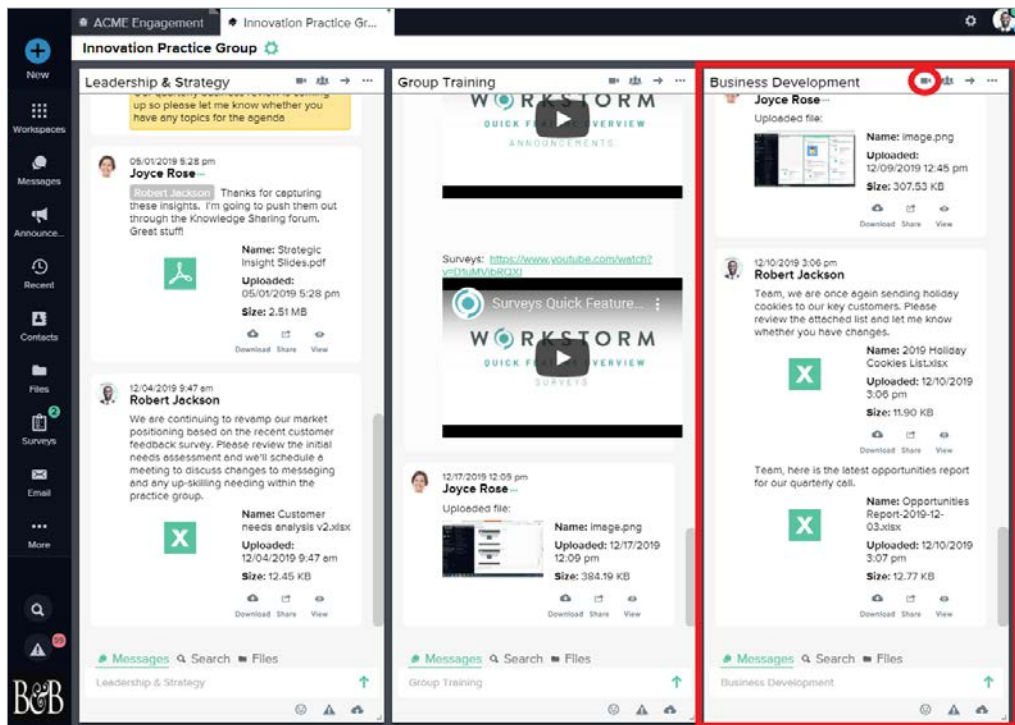 ACME Engagement
Innovation Practice Gr...
Innovation Practice Group
New
Workspaces
Messages
Announce...
Recent
Contacts
Files
Surveys
2
Email
More
59
B&B
Leadership & Strategy
Our quarterly business review is coming
up so please let me know whether you
have any topics for the agenda
05/01/2019 5:28 pm
Joyce Rose
Robert Jackson Thanks for capturing
these insights. I'm going to push them out
through the Knowledge Sharing forum.
Great stuff!
Name: Strategic
Insight Slides.pdf
Uploaded:
05/01/2019 5:28 pm
Size: 2.51 MB
Download Share View
12/04/2019 9:47 am
Robert Jackson
We are continuing to revamp our market
positioning based on the recent customer
feedback survey. Please review the initial
needs assessment and we'll schedule a
meeting to discuss changes to messaging
and any up-skilling needing within the
practice group.
Name: Customer
needs analysis v2.xlsx
Uploaded:
12/04/2019 9:47 am
Size: 12.45 KB
Download Share View
Messages Search Files
Leadership & Strategy
Group Training
WORKSTORM
QUICK FEATURE OVERVIEW
ANNOUNCEMENTS
Surveys: https://www.youtube.com/watch?
Surveys Quick Feature...
WORKSTORM
QUICK FEATURE OVERVIEW
SURVEYS
12/17/2019 12:09 pm
Joyce Rose
Uploaded file:
Name: image.png
Uploaded: 12/17/2019
12:09 pm
Size: 384.19 KB
Download Share View
Messages Search Files
Group Training
Business Development
Joyce Rose
Uploaded file:
Name: image.png
Uploaded:
12/09/2019 12:45 pm
Size: 307.53 KB
Download Share View
12/10/2019 3:06 pm
Robert Jackson
Team, we are once again sending holiday
cookies to our key customers. Please
review the attached list and let me know
whether you have changes.
Name: 2019 Holiday
Cookies List.xlsx
Uploaded: 12/10/2019
3:06 pm
Size: 11.90 KB
Download Share View
Team, here is the latest opportunities report
for our quarterly call.
Name: Opportunities
Report-2019-12-
03.xlsx
Uploaded: 12/10/2019
3:07 pm
Size: 12.77 KB
Download Share View
Messages Search Files
Business Development